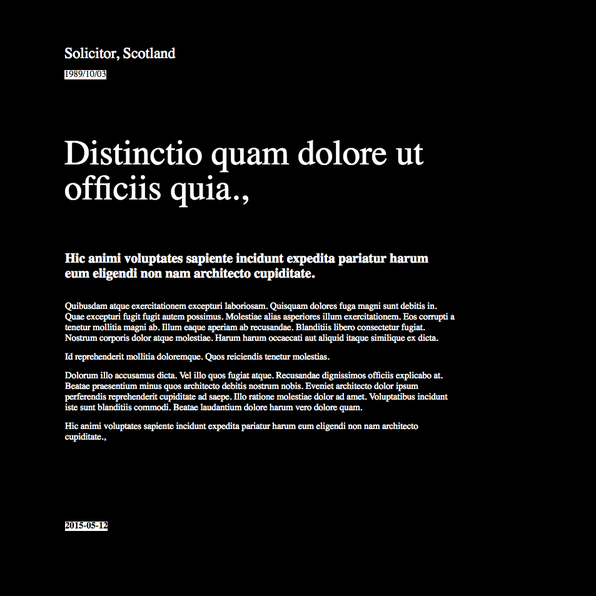 Solicitor, Scotland
1989/10/03
Distinctio quam dolore ut
officiis quia.,
Hic animi voluptates sapiente incidunt expedita pariatur harum
eum eligendi non nam architecto cupiditate.
Quibusdam atque exercitationem excepturi laboriosam. Quisquam dolores fuga magni sunt debitis in.
Quae excepturi fugit fugit autem possimus. Molestiae alias asperiores illum exercitationem. Eos corrupti a
tenetur mollitia magni ab. Illum eaque aperiam ab recusandae. Blanditiis libero consectetur fugiat.
Nostrum corporis dolor atque molestiae. Harum harum occaecati aut aliquid itaque similique ex dicta.
Id reprehenderit mollitia doloremque. Quos reiciendis tenetur molestias.
Dolorum illo accusamus dicta. Vel illo quos fugiat atque. Recusandae dignissimos officiis explicabo at.
Beatae praesentium minus quos architecto debitis nostrum nobis. Eveniet architecto dolor ipsum
perferendis reprehenderit cupiditate ad saepe. Illo ratione molestiae dolor ad amet. Voluptatibus incidunt
iste sunt blanditiis commodi. Beatae laudantium dolore harum vero dolore quam.
Hic animi voluptates sapiente incidunt expedita pariatur harum eum eligendi non nam architecto
cupiditate.,
2015-05-12